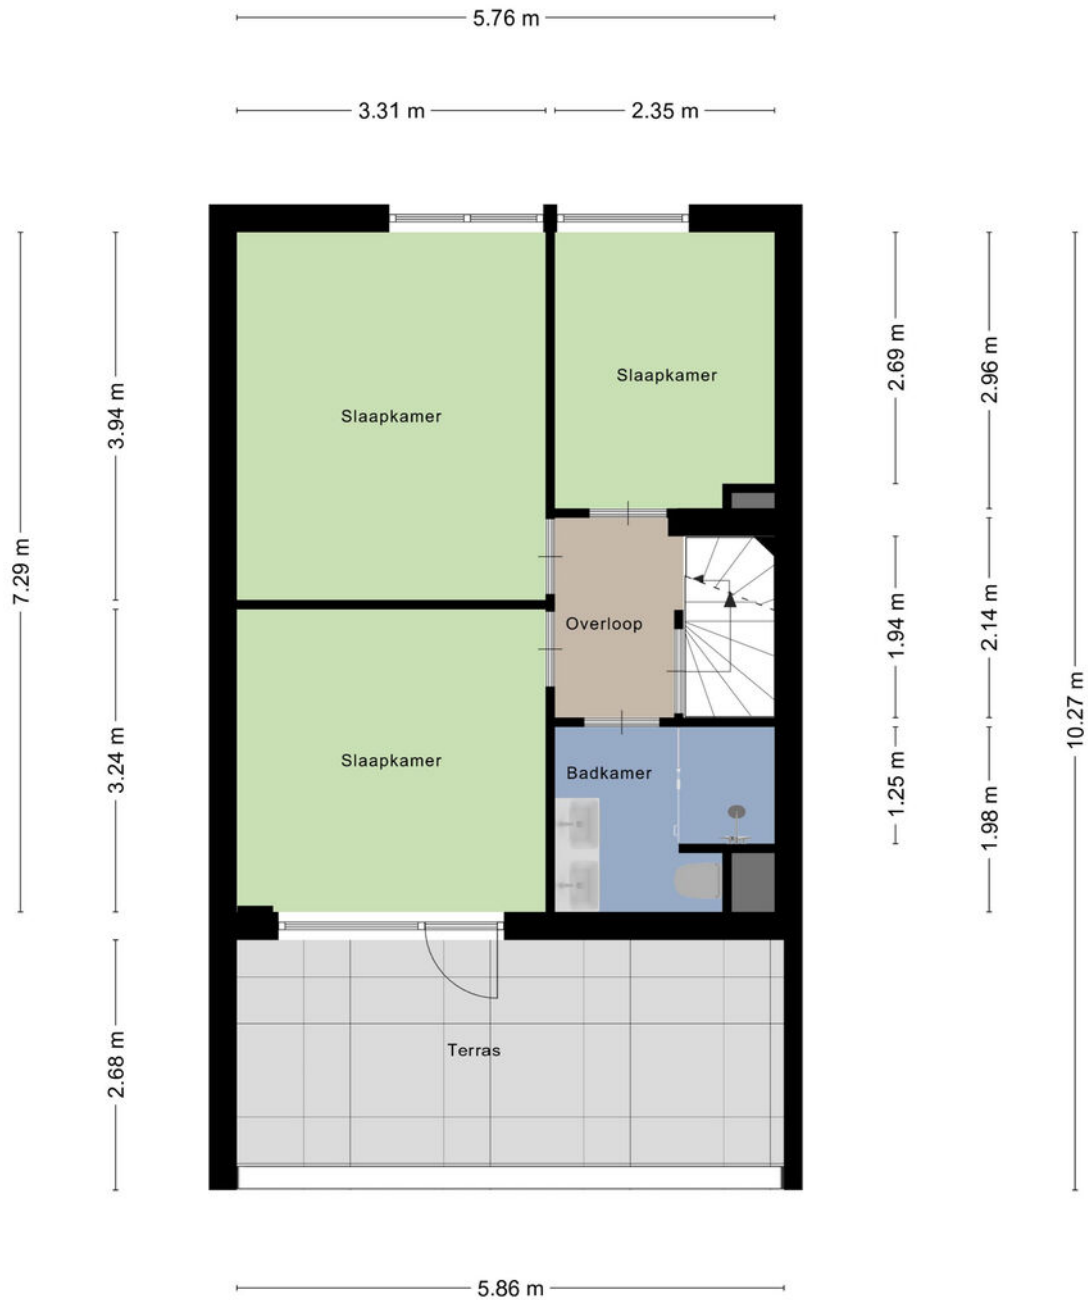 5.76 m
3.31 m
2.35 m
Slaapkamer
Slaapkamer
3.94 m
2.69 m
2.96 m
7.29 m
Overloop
1.94 m
2.14 m
10.27 m
Slaapkamer
Badkamer
3.24 m
1.25 m
1.98 m
Terras
2.68 m
5.86 m